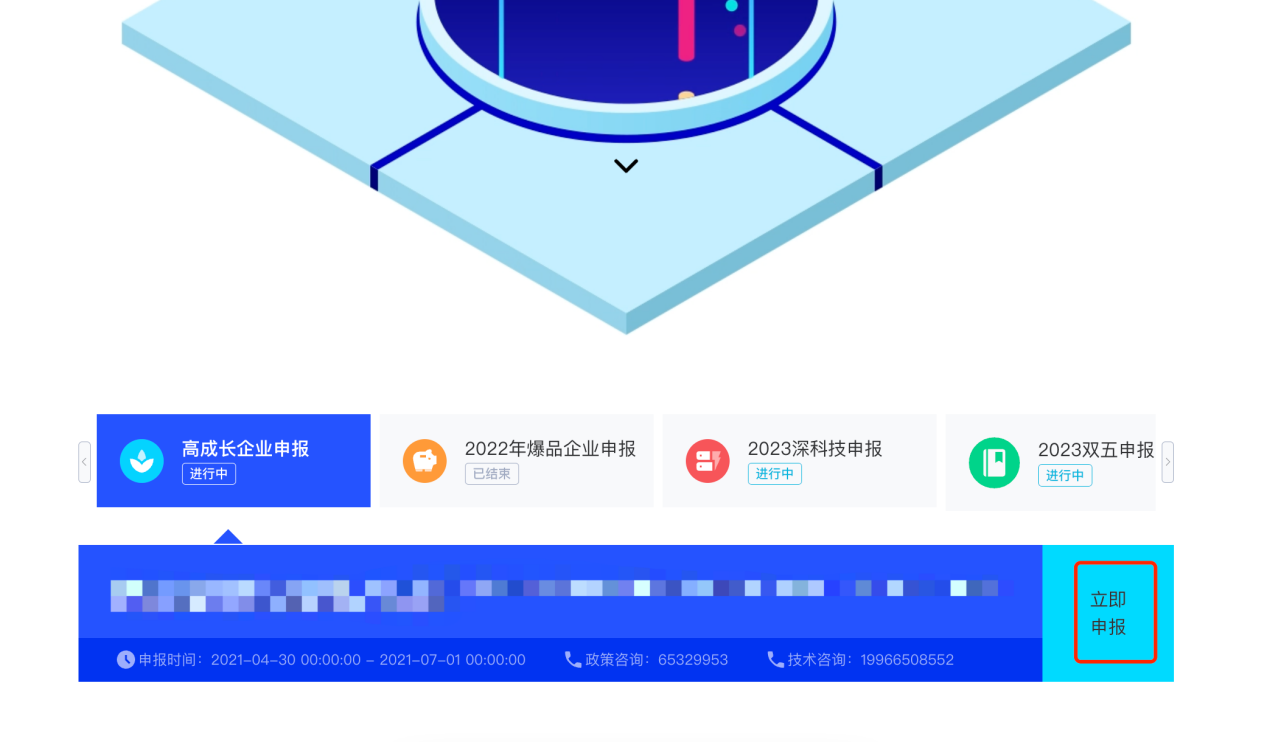 高成长企业申报
进行中
2022年爆品企业申报
已结束
2023深科技申报
进行中
2023双五申报
进行中
立即
申报
申报时间：2021-04-30 00:00:00 - 2021-07-01 00:00:00
政策咨询：65329953
技术咨询：19966508552